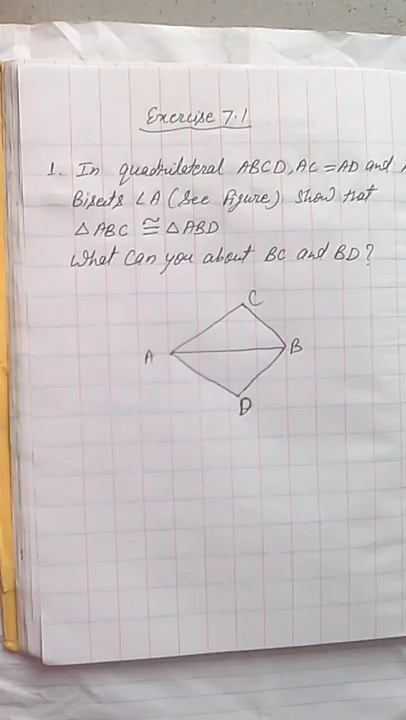 Exercise 7.1
1. In quadrilateral ABCD, AC = AD and
Bisects ∠A (See figure). Show that
△ABC ≅ △ABD
What can you about BC and BD?
C
A
B
D